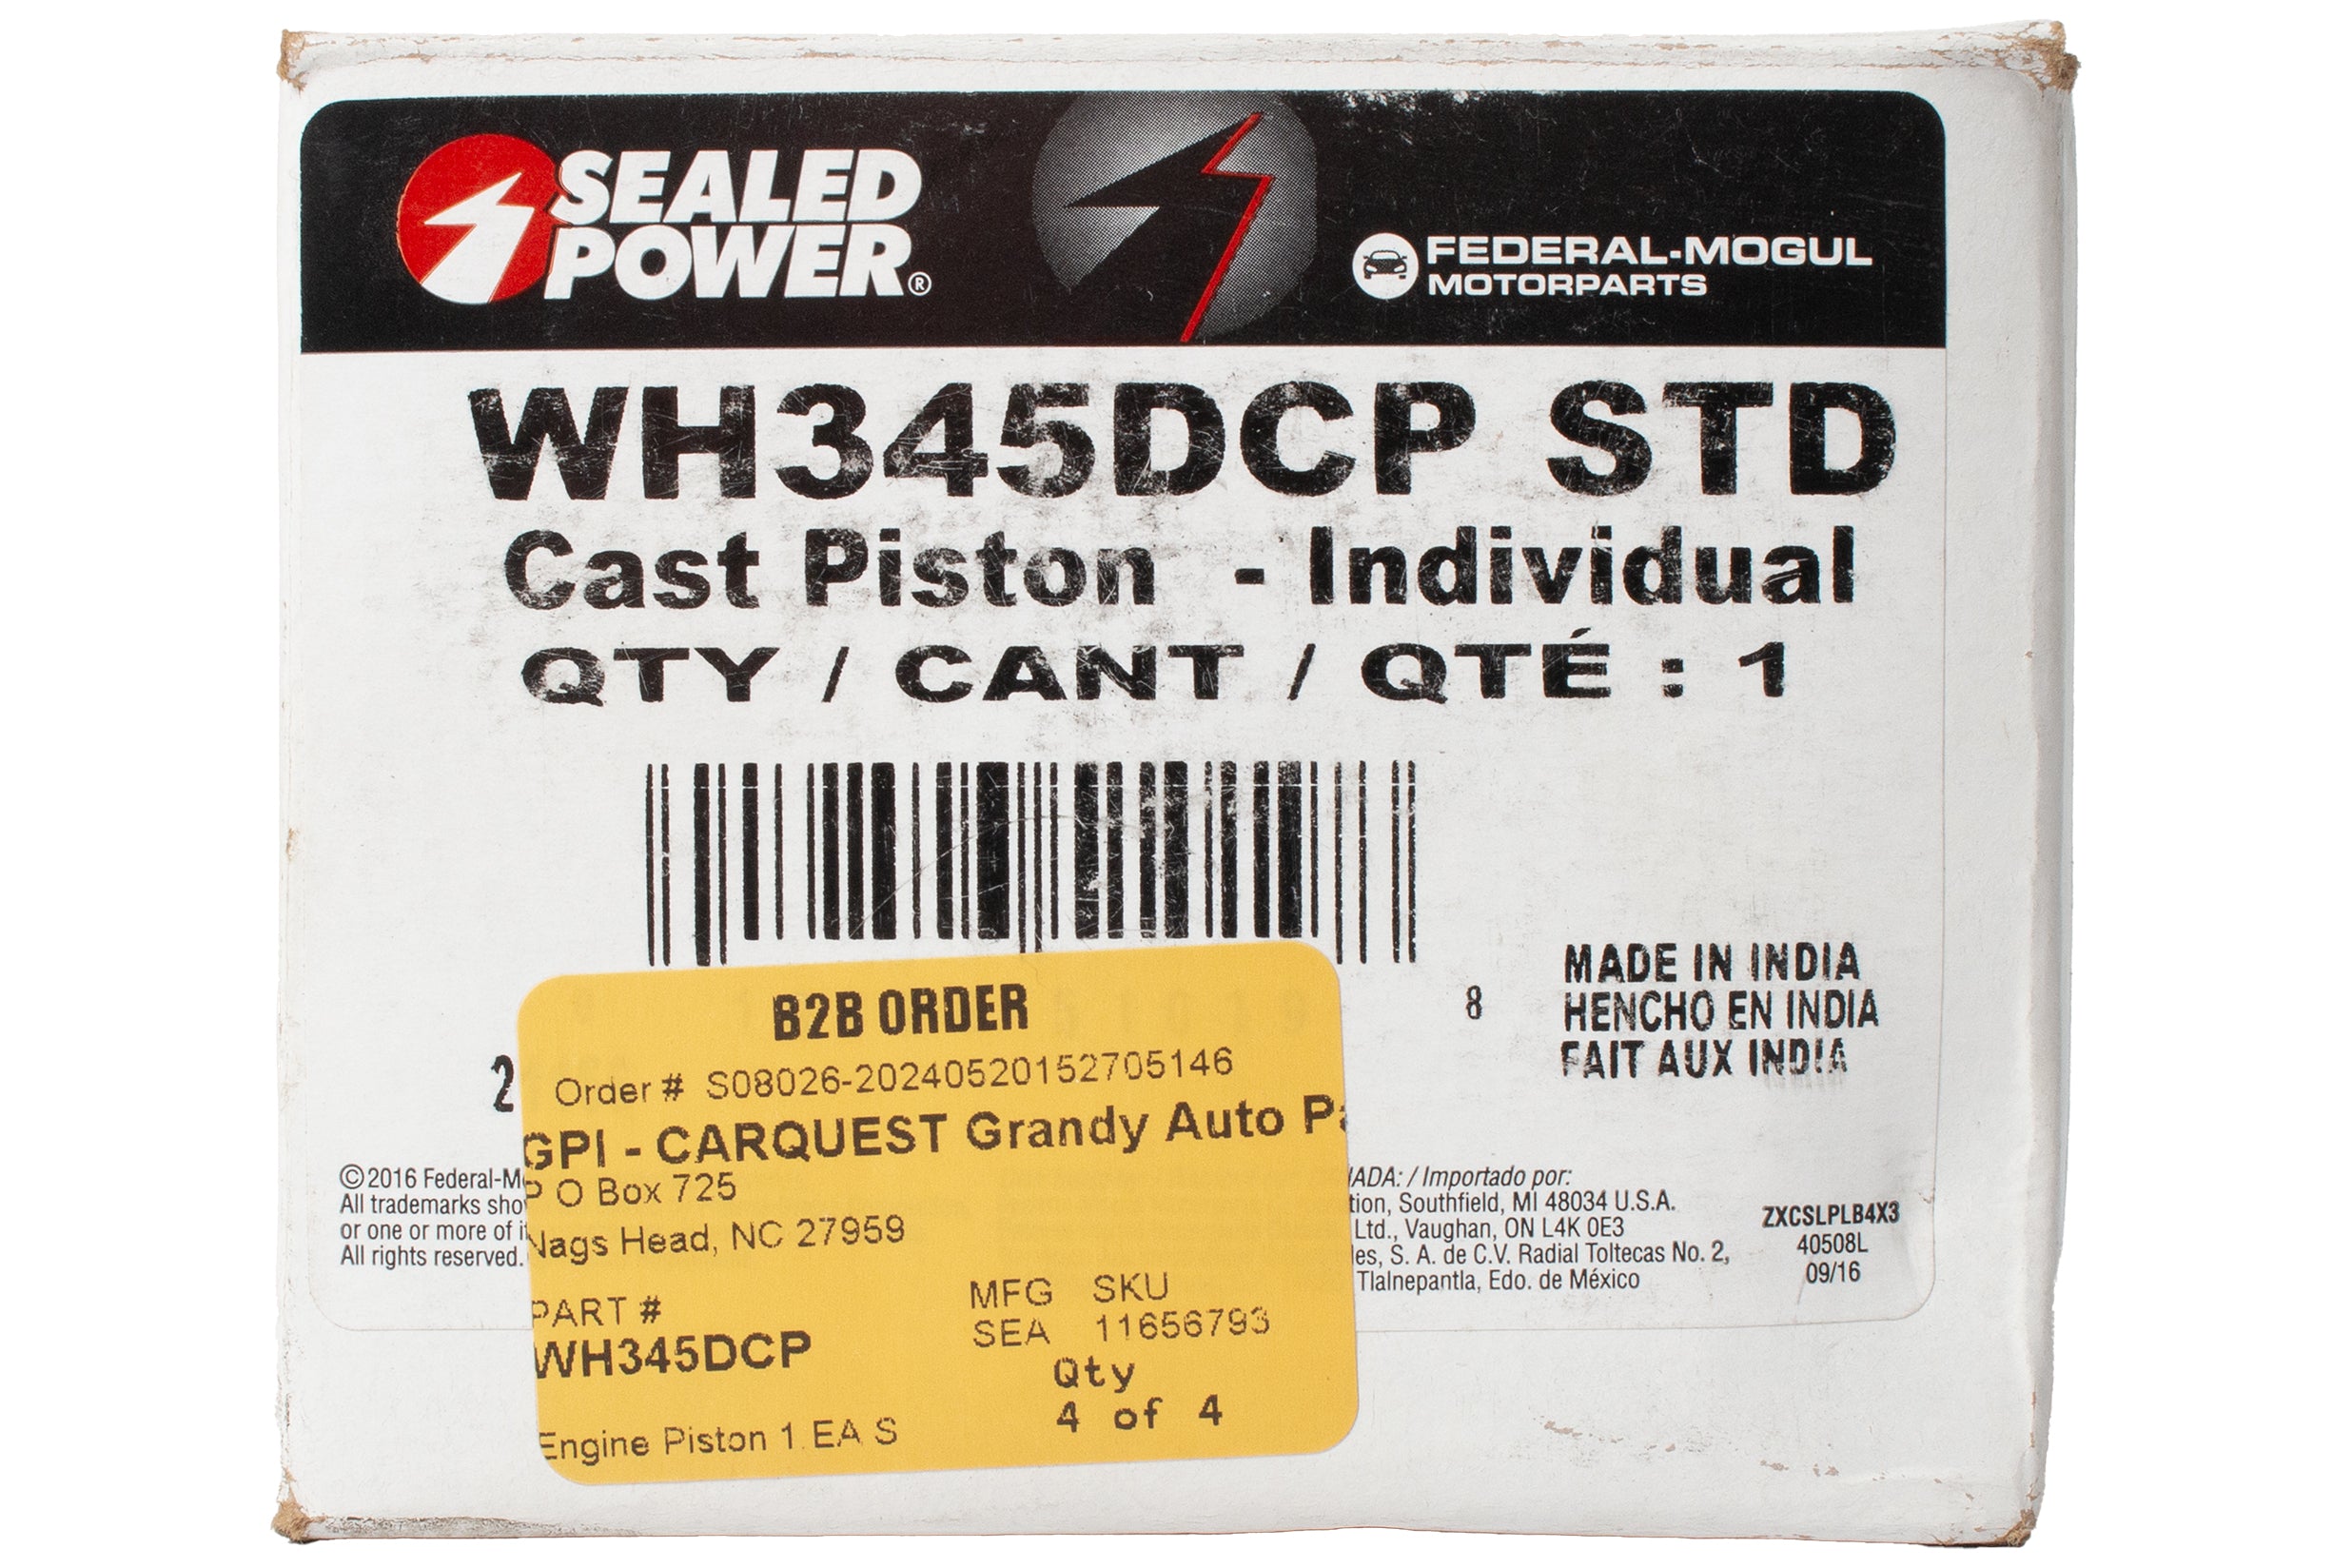 SEALED
POWER®
FEDERAL-MOGUL
MOTORPARTS
WH345DCP STD
Cast Piston - Individual
QTY / CANT / QTÉ : 1
8
MADE IN INDIA
HENCHO EN INDIA
FAIT AUX INDIA
2
B2B ORDER
Order # S08026-20240520152705146
GPI - CARQUEST Grandy Auto Pa
P O Box 725
Nags Head, NC 27959
PART #
WH345DCP
MFG SKU
SEA 11656793
Qty
4 of 4
Engine Piston 1 EA S
©2016 Federal-M
All trademarks sho
or one or more of i
All rights reserved.
ADA: / Importado por:
tion, Southfield, MI 48034 U.S.A.
Ltd., Vaughan, ON L4K 0E3
les, S. A. de C.V. Radial Toltecas No. 2,
Tlalnepantla, Edo. de México
ZXCSLPLB4X3
40508L
09/16